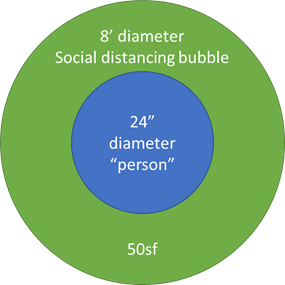 8’ diameter
Social distancing bubble
24”
diameter
“person”
50sf